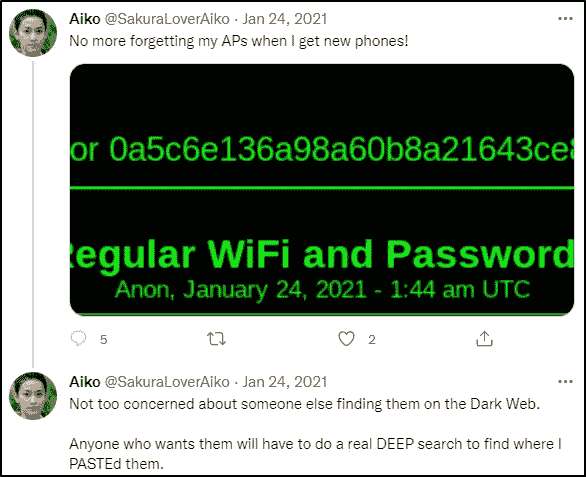 Aiko @SakuraLoverAiko · Jan 24, 2021
No more forgetting my APs when I get new phones!
or 0a5c6e136a98a60b8a21643ce8
Regular WiFi and Password
Anon, January 24, 2021 - 1:44 am UTC
5
2
Aiko @SakuraLoverAiko · Jan 24, 2021
Not too concerned about someone else finding them on the Dark Web.
Anyone who wants them will have to do a real DEEP search to find where I
PASTEd them.